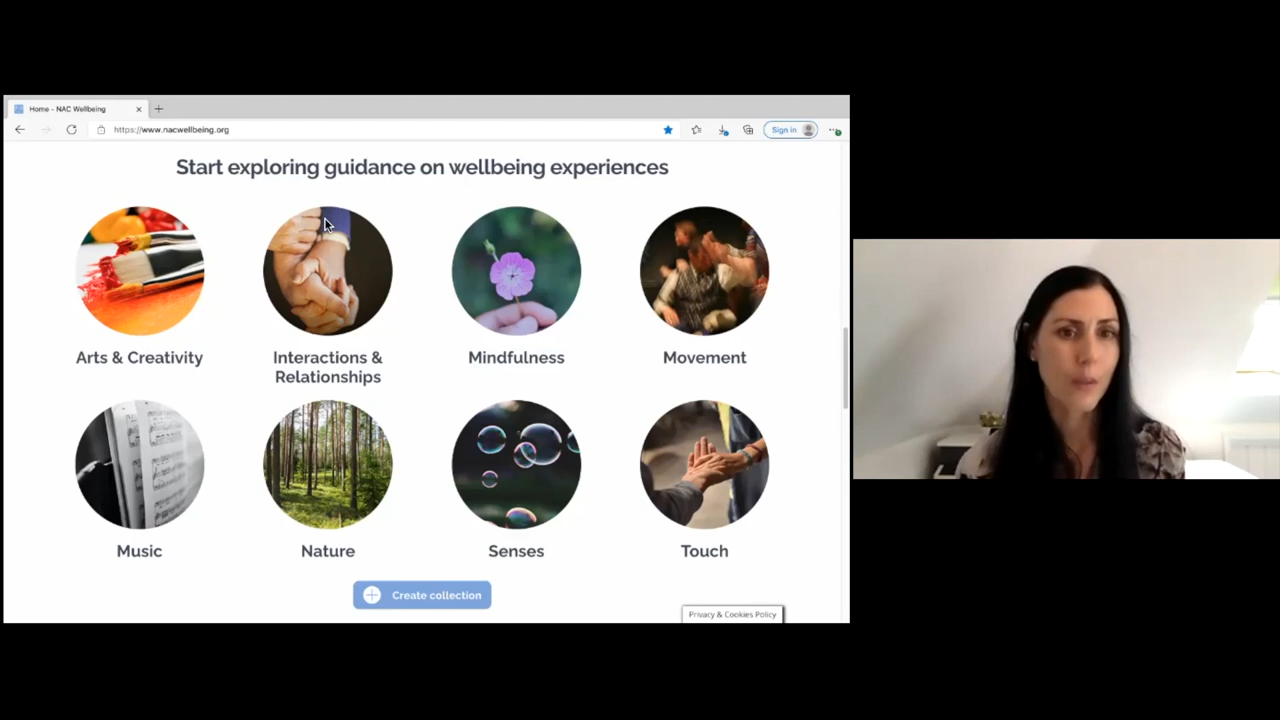 Home - NAC Wellbeing
https://www.nacwellbeing.org
Sign in
Start exploring guidance on wellbeing experiences
Arts & Creativity
Interactions &
Relationships
Mindfulness
Movement
Music
Nature
Senses
Touch
Create collection
Privacy & Cookies Policy